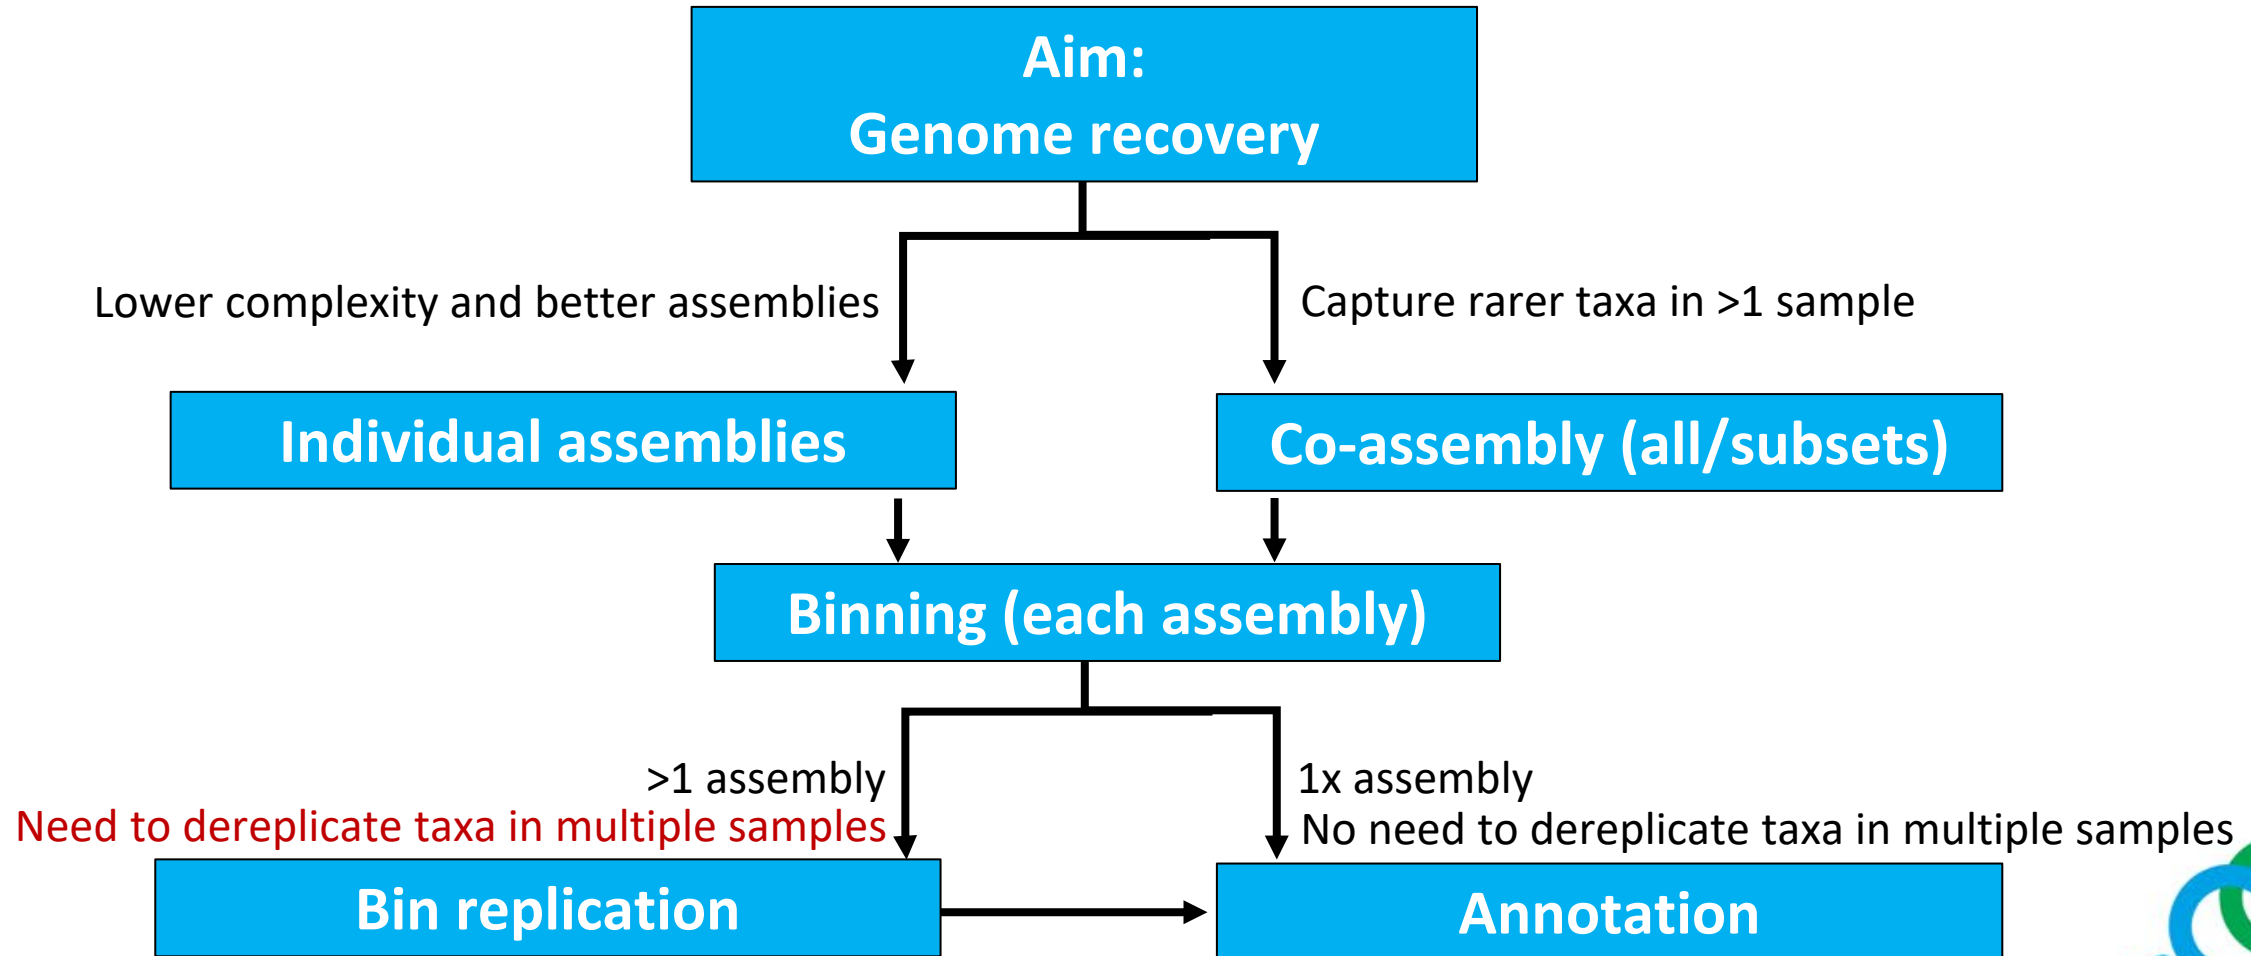 Aim:
Genome recovery
Lower complexity and better assemblies
Capture rarer taxa in >1 sample
Individual assemblies
Co-assembly (all/subsets)
Binning (each assembly)
>1 assembly
Need to dereplicate taxa in multiple samples
1x assembly
No need to dereplicate taxa in multiple samples
Bin replication
Annotation